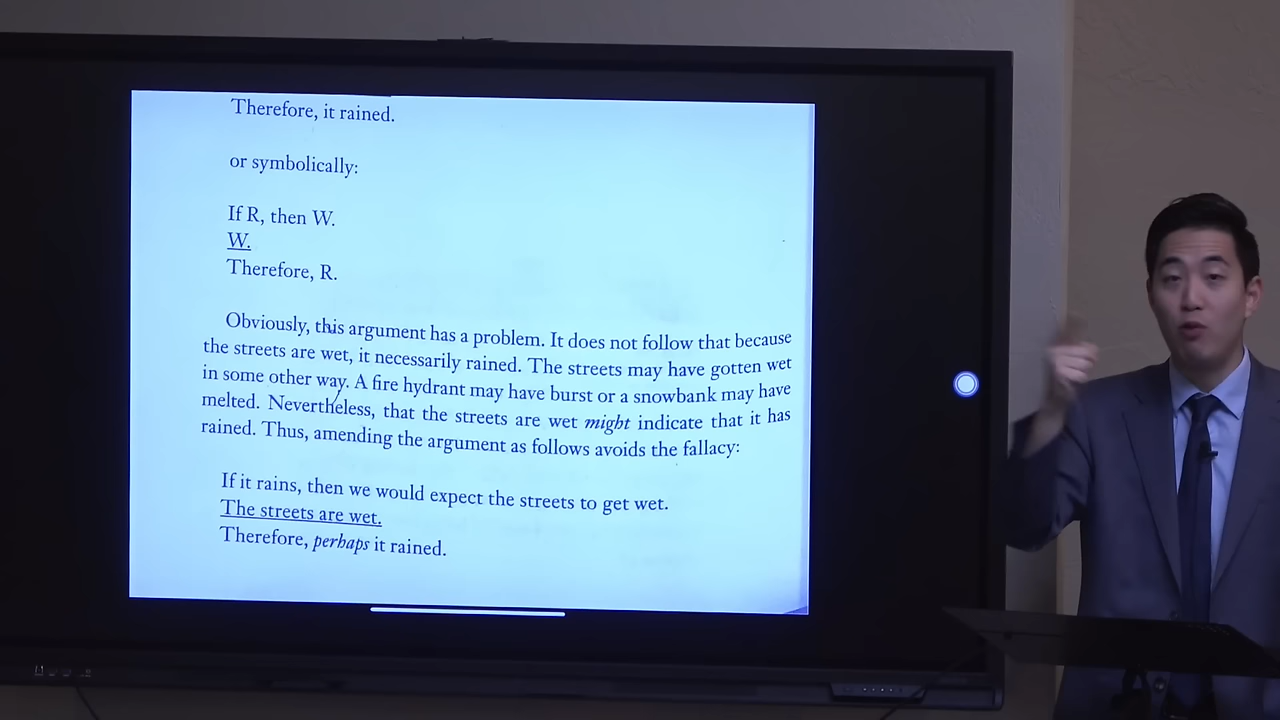 Therefore, it rained.
or symbolically:
If R, then W.
W.
Therefore, R.
Obviously, this argument has a problem. It does not follow that because
the streets are wet, it necessarily rained. The streets may have gotten wet
in some other way. A fire hydrant may have burst or a snowbank may have
melted. Nevertheless, that the streets are wet might indicate that it has
rained. Thus, amending the argument as follows avoids the fallacy:
If it rains, then we would expect the streets to get wet.
The streets are wet.
Therefore, perhaps it rained.